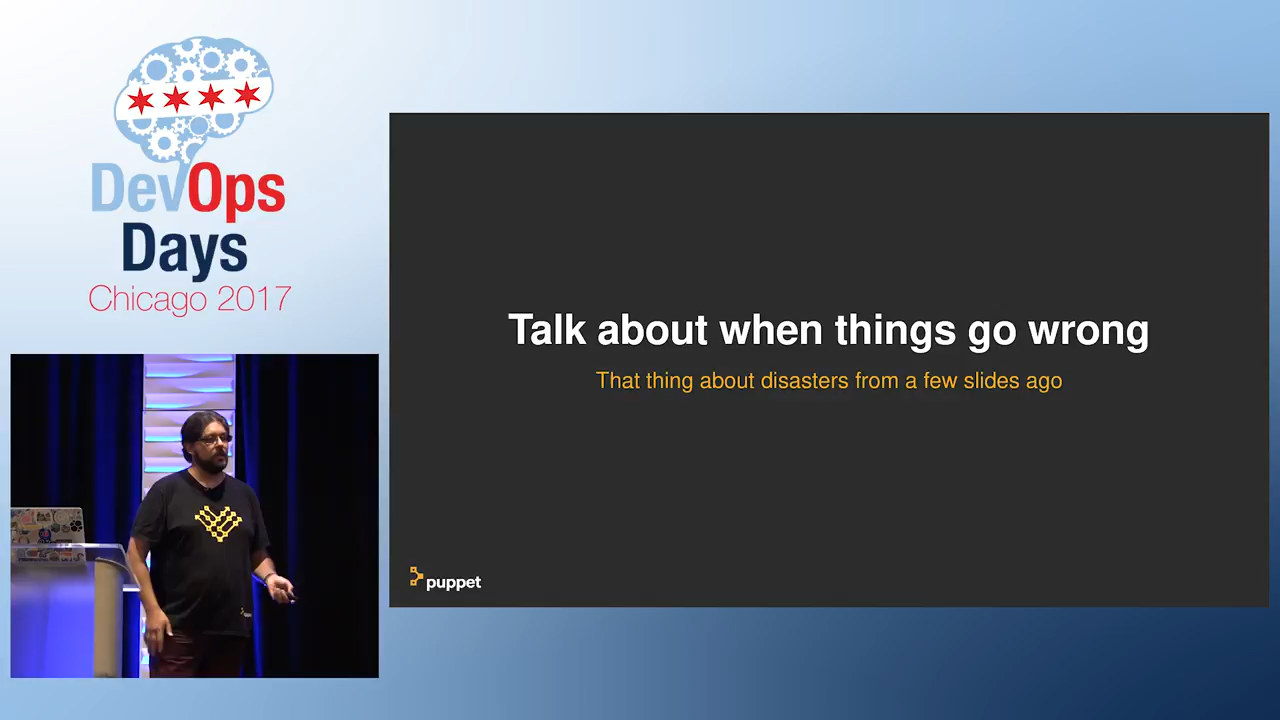 DevOps
Days
Chicago 2017
Talk about when things go wrong
That thing about disasters from a few slides ago
puppet